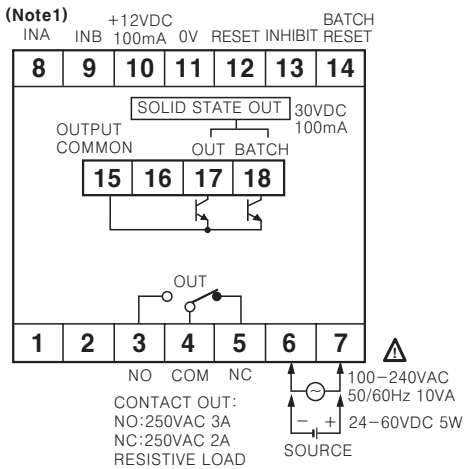 (Note1)
INA
INB
+12VDC
100mA
0V
RESET
INHIBIT
BATCH
RESET
8 9 10 11 12 13 14
SOLID STATE OUT
30VDC
100mA
OUTPUT
COMMON
OUT BATCH
15 16 17 18
OUT
1 2 3 4 5 6 7
NO COM NC
CONTACT OUT:
NO:250VAC 3A
NC:250VAC 2A
RESISTIVE LOAD
100-240VAC
50/60Hz 10VA
24-60VDC 5W
− +
SOURCE